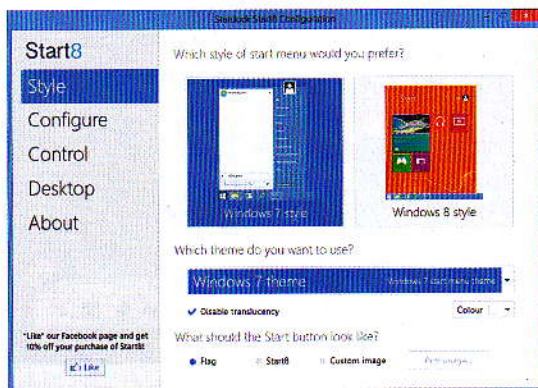 Stardock Start8 Configuration
Start8
Style
Configure
Control
Desktop
About
"Like" our Facebook page and get
10% off your purchase of Start8!
Like
Which style of start menu would you prefer?
Windows 7 style
Start
Windows 8 style
Which theme do you want to use?
Windows 7 theme
Windows 7 start menu theme
Disable translucency
Colour
What should the Start button look like?
Flag
Start8
Custom image
Pick image...